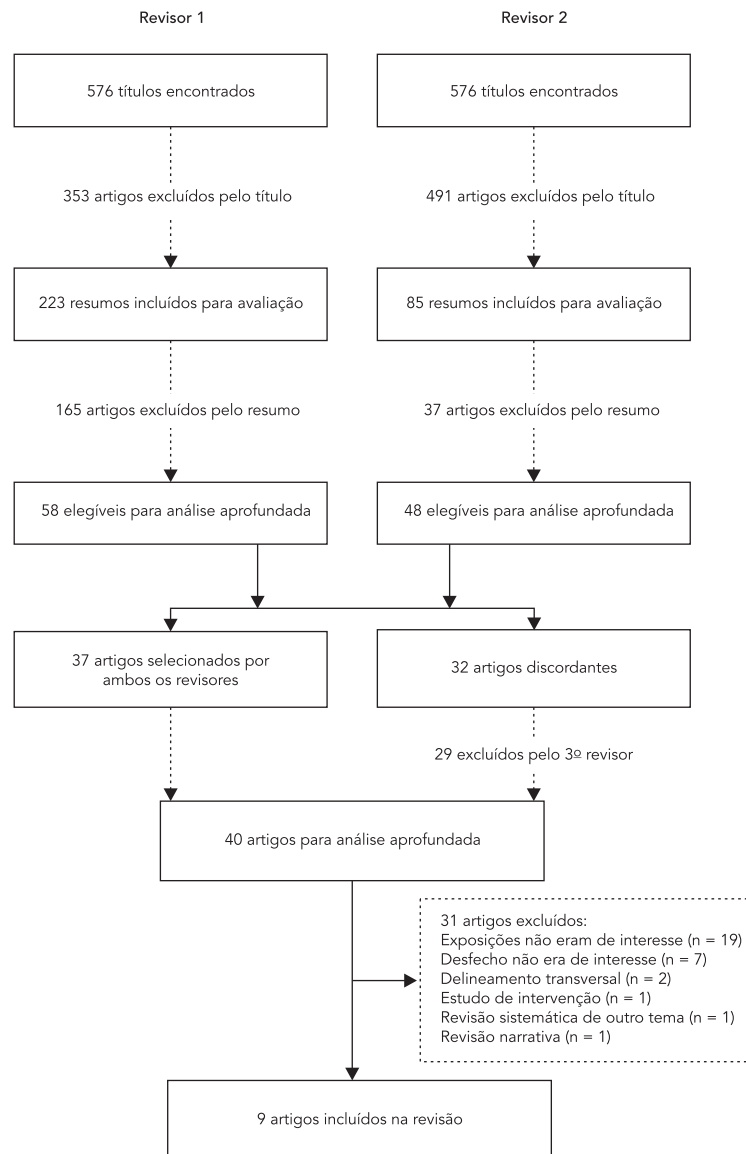 Revisor 1
Revisor 2
576 títulos encontrados
576 títulos encontrados
353 artigos excluídos pelo título
491 artigos excluídos pelo título
223 resumos incluídos para avaliação
85 resumos incluídos para avaliação
165 artigos excluídos pelo resumo
37 artigos excluídos pelo resumo
58 elegíveis para análise aprofundada
48 elegíveis para análise aprofundada
37 artigos selecionados por
ambos os revisores
32 artigos discordantes
29 excluídos pelo 3º revisor
40 artigos para análise aprofundada
31 artigos excluídos:
Exposições não eram de interesse (n = 19)
Desfecho não era de interesse (n = 7)
Delineamento transversal (n = 2)
Estudo de intervenção (n = 1)
Revisão sistemática de outro tema (n = 1)
Revisão narrativa (n = 1)
9 artigos incluídos na revisão